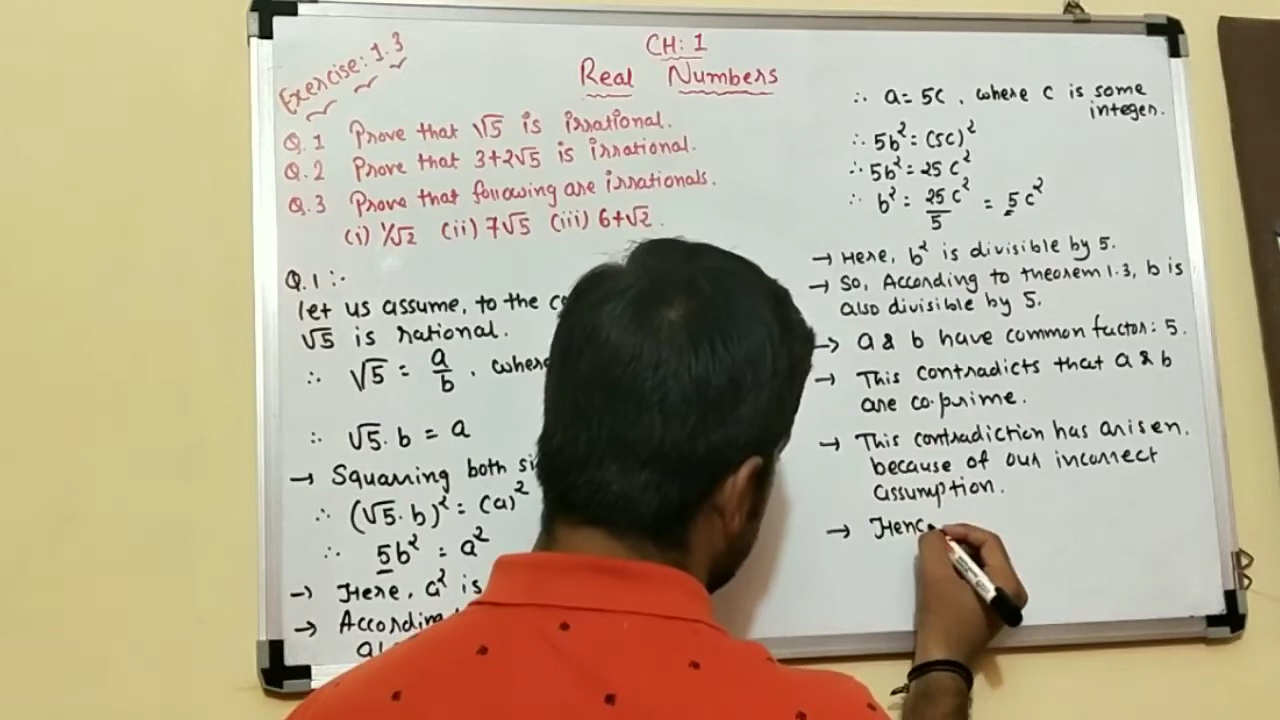 Exercise: 1.3
CH: 1
Real Numbers
Q.1 Prove that √5 is irrational.
Q.2 Prove that 3+2√5 is irrational.
Q.3 Prove that following are irrationals.
(i) 1/√2 (ii) 7√5 (iii) 6+√2.
Q.1 :-
let us assume, to the
√5 is rational.
∴ √5 = a/b , where
∴ √5. b = a
→ Squaring both
∴ (√5. b)² = (a)²
∴ 5b² = a²
→ Here, a² is
→ According
∴ a = 5c , where c is some
integer.
∴ 5b² = (5c)²
∴ 5b² = 25 c²
∴ b² = 25 c²/5 = 5 c²
→ Here, b² is divisible by 5.
→ So, According to theorem 1.3, b is
also divisible by 5.
→ a & b have common factor: 5.
→ This contradicts that a & b
are co.prime.
→ This contradiction has arisen.
because of our incorrect
assumption.
→ Henc